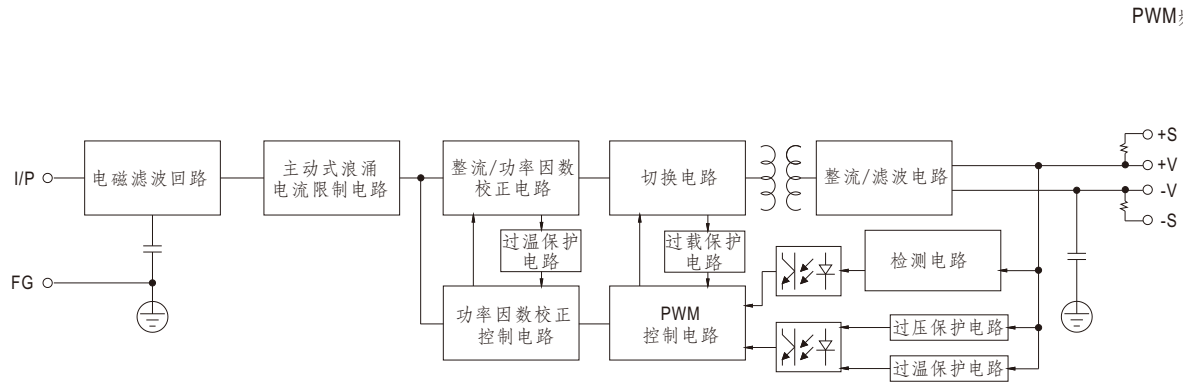 PWM
+S
+V
-V
-S
I/P
电磁滤波回路
主动式浪涌
电流限制电路
整流/功率因数
校正电路
切换电路
整流/滤波电路
过温保护
电路
过载保护
电路
检测电路
FG
功率因数校正
控制电路
PWM
控制电路
过压保护电路
过温保护电路